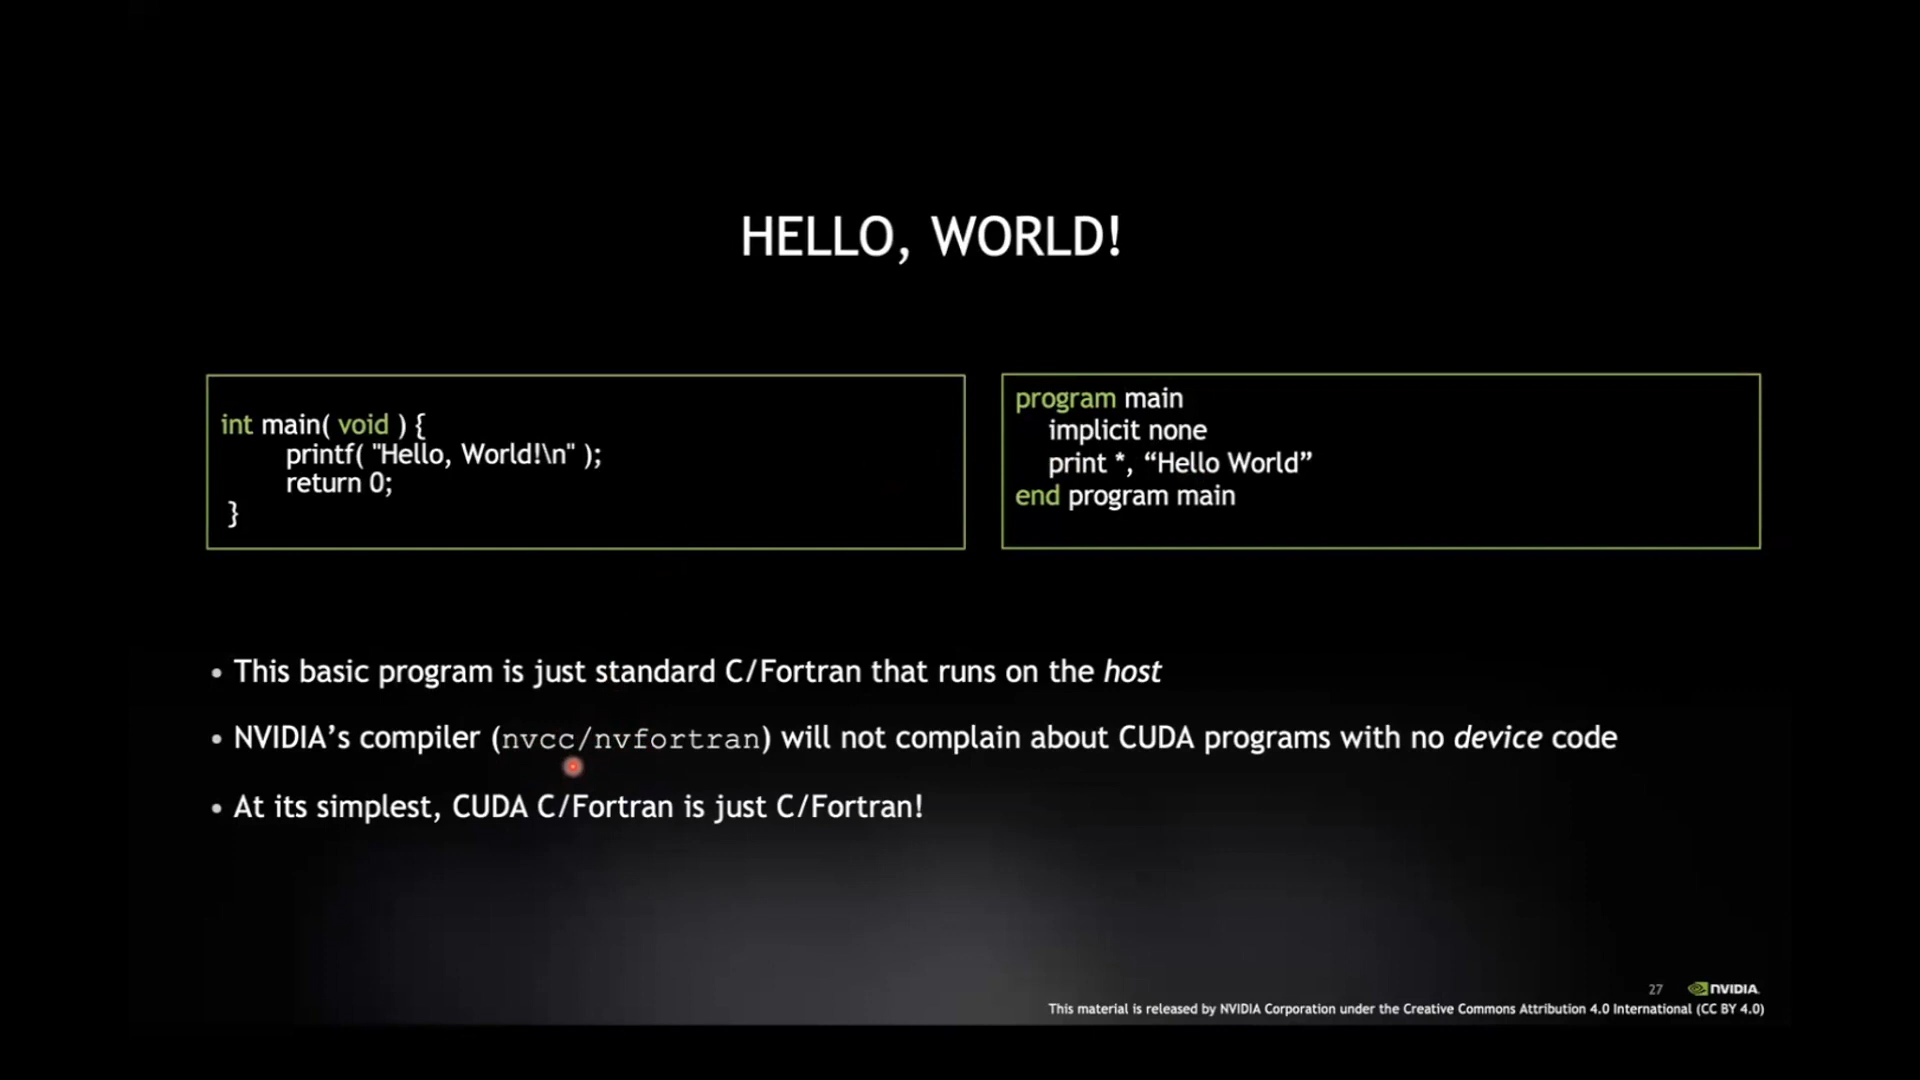 HELLO, WORLD!
int main( void ) {
printf( "Hello, World!\n" );
return 0;
}
program main
implicit none
print *, “Hello World”
end program main
• This basic program is just standard C/Fortran that runs on the host
• NVIDIA’s compiler (nvcc/nvfortran) will not complain about CUDA programs with no device code
• At its simplest, CUDA C/Fortran is just C/Fortran!
27 NVIDIA.
This material is released by NVIDIA Corporation under the Creative Commons Attribution 4.0 International (CC BY 4.0)